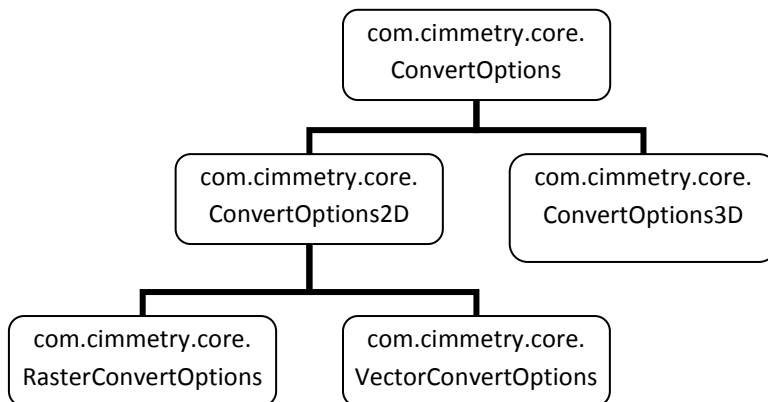 com.cimmetry.core.
ConvertOptions
com.cimmetry.core.
ConvertOptions2D
com.cimmetry.core.
ConvertOptions3D
com.cimmetry.core.
RasterConvertOptions
com.cimmetry.core.
VectorConvertOptions